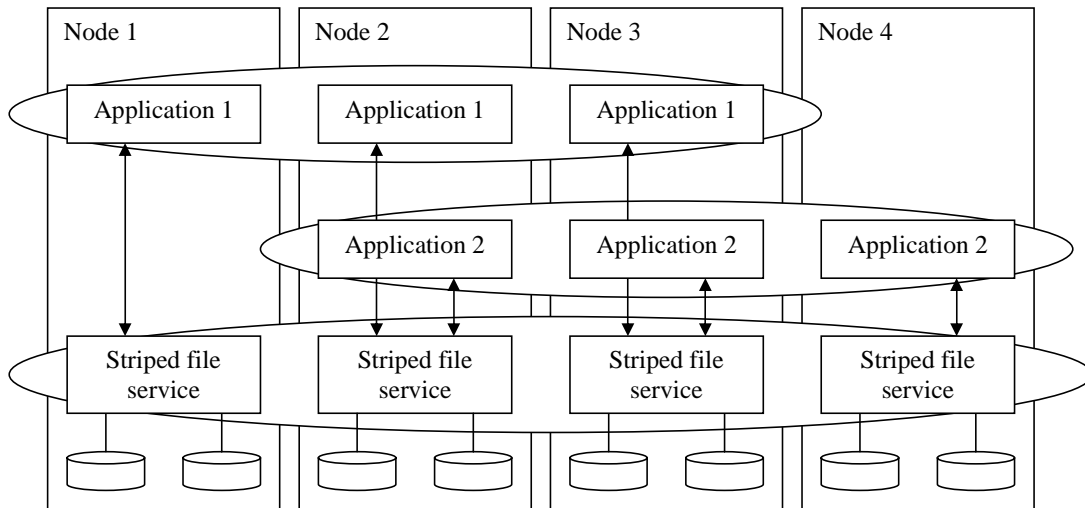 Node 1
Node 2
Node 3
Node 4
Application 1
Application 1
Application 1
Application 2
Application 2
Application 2
Striped file
service
Striped file
service
Striped file
service
Striped file
service